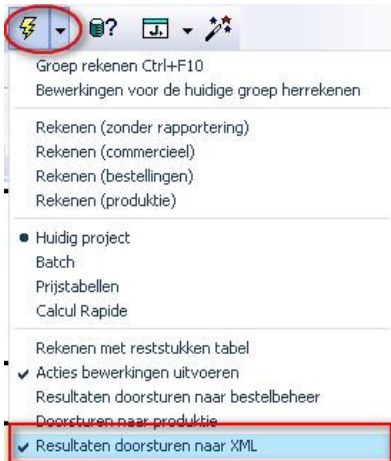 ?
J.
Groep rekenen Ctrl+F10
Bewerkingen voor de huidige groep herrekenen
Rekenen (zonder rapportering)
Rekenen (commercieel)
Rekenen (bestellingen)
Rekenen (produktie)
Huidig project
Batch
Prijstabellen
Calcul Rapide
Rekenen met reststukken tabel
Acties bewerkingen uitvoeren
Resultaten doorsturen naar bestelbeheer
Doorsturen naar produktie
Resultaten doorsturen naar XML